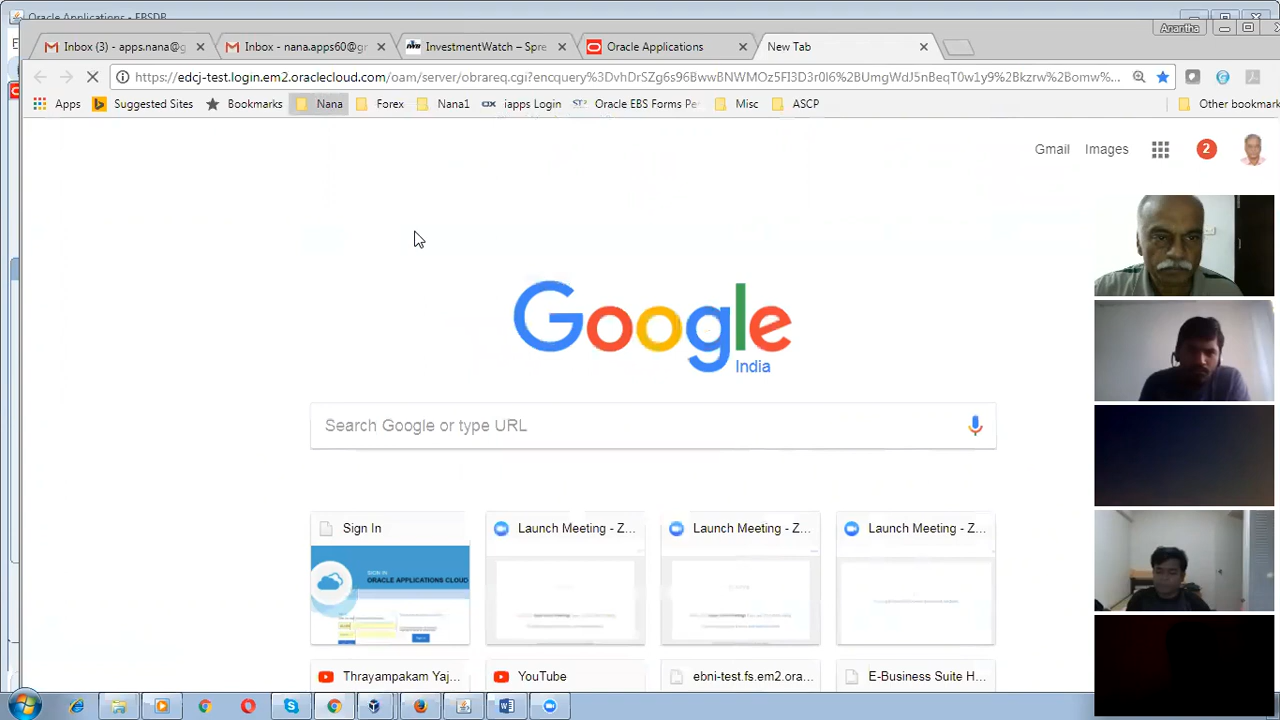 Oracle Applications - EBSDB
Anantha
Inbox (3) - apps.nana@g
Inbox - nana.apps60@gr
InvestmentWatch – Spre
Oracle Applications
New Tab
https://edcj-test.login.em2.oraclecloud.com/oam/server/obrareq.cgi?encquery%3DvhDrSZg6s96BwwBNWMOz5FI3D3r0I6%2BUmgWdJ5nBeqT0w1y9%2Bkzrw%2Bomw...
Apps
Suggested Sites
Bookmarks
Nana
Forex
Nana1
iapps Login
Oracle EBS Forms Pe
Misc
ASCP
Other bookmark
Gmail
Images
2
Google
India
Search Google or type URL
Sign In
Launch Meeting - Z...
Launch Meeting - Z...
Launch Meeting - Z...
SIGN IN
ORACLE APPLICATIONS CLOUD
Thrayampakam Yaj...
YouTube
ebni-test.fs.em2.ora...
E-Business Suite H...